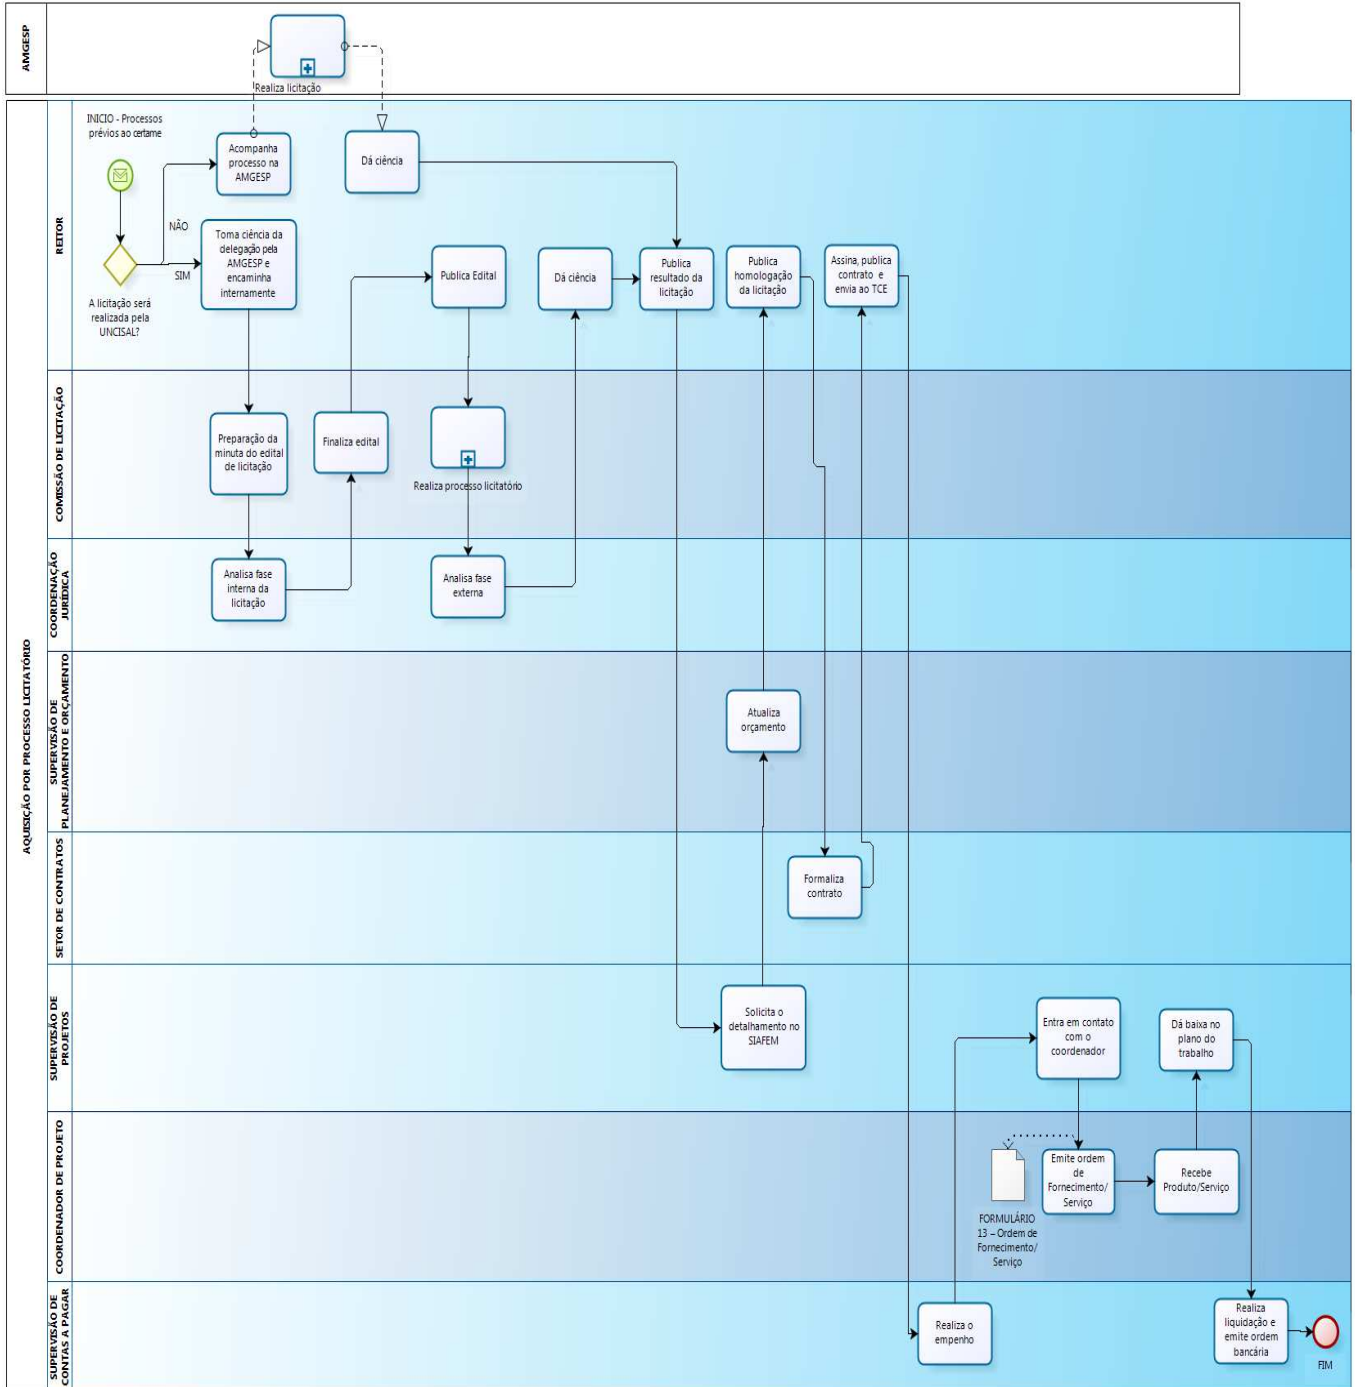 AMGESP
Realiza licitação
AQUISIÇÃO POR PROCESSO LICITATÓRIO
REITOR
INICIO - Processos
prévios ao certame
Acompanha
processo na
AMGESP
Dá ciência
NÃO
SIM
A licitação será
realizada pela
UNCISAL?
Toma ciência da
delegação pela
AMGESP e
encaminha
internamente
Publica Edital
Dá ciência
Publica
resultado da
licitação
Publica
homologação
da licitação
Assina, publica
contrato e
envia ao TCE
COMISSÃO DE LICITAÇÃO
Preparação da
minuta do edital
de licitação
Finaliza edital
Realiza processo licitatório
COORDENAÇÃO
JURÍDICA
Analisa fase
interna da
licitação
Analisa fase
externa
SUPERVISÃO DE
PLANEJAMENTO E ORÇAMENTO
Atualiza
orçamento
SETOR DE CONTRATOS
Formaliza
contrato
SUPERVISÃO DE
PROJETOS
Solicita o
detalhamento no
SIAFEM
Entra em contato
com o
coordenador
Dá baixa no
plano do
trabalho
COORDENADOR DE PROJETO
FORMULÁRIO
13 – Ordem de
Fornecimento/
Serviço
Emite ordem
de
Fornecimento/
Serviço
Recebe
Produto/Serviço
SUPERVISÃO DE
CONTAS A PAGAR
Realiza o
empenho
Realiza
liquidação e
emite ordem
bancária
FIM